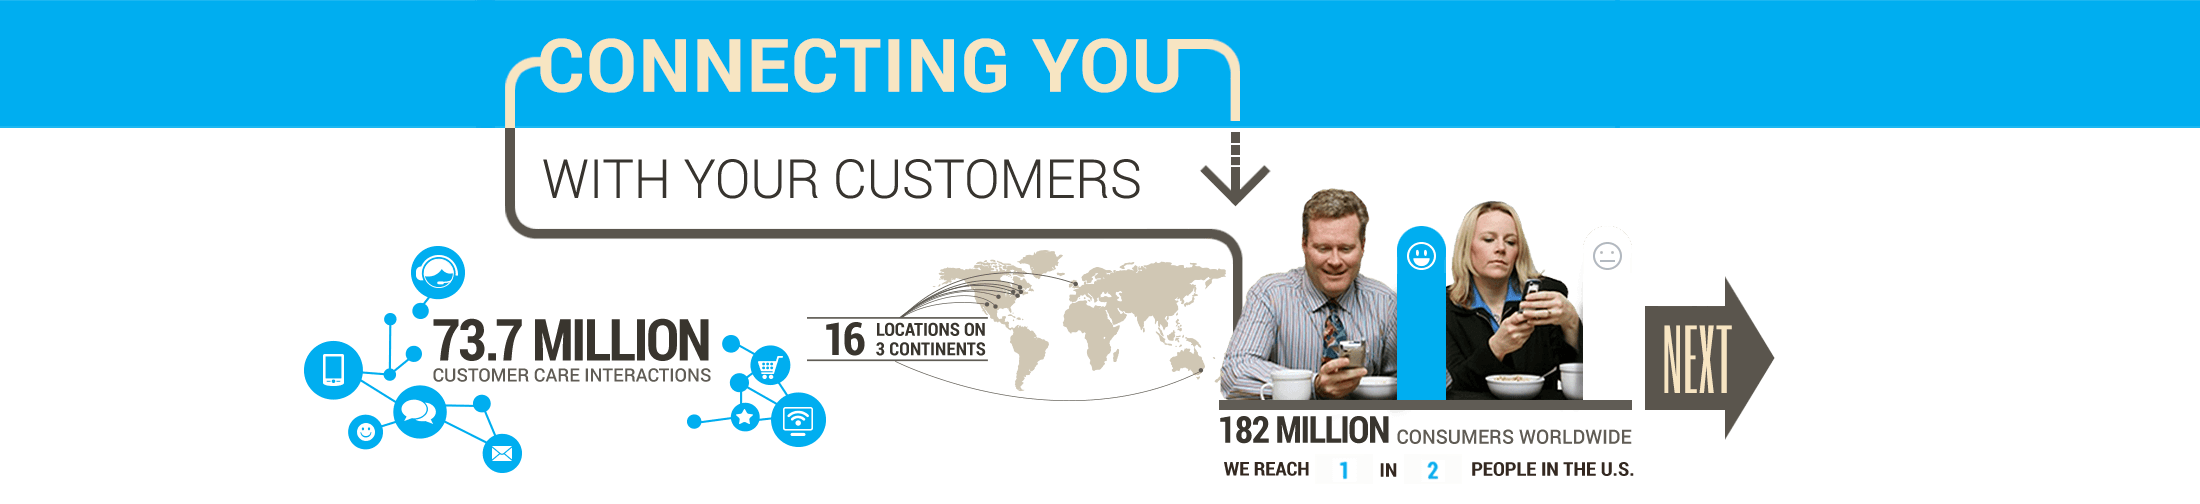 CONNECTING YOU
WITH YOUR CUSTOMERS
73.7 MILLION
CUSTOMER CARE INTERACTIONS
16 LOCATIONS ON
3 CONTINENTS
182 MILLION CONSUMERS WORLDWIDE
WE REACH 1 IN 2 PEOPLE IN THE U.S.
NEXT